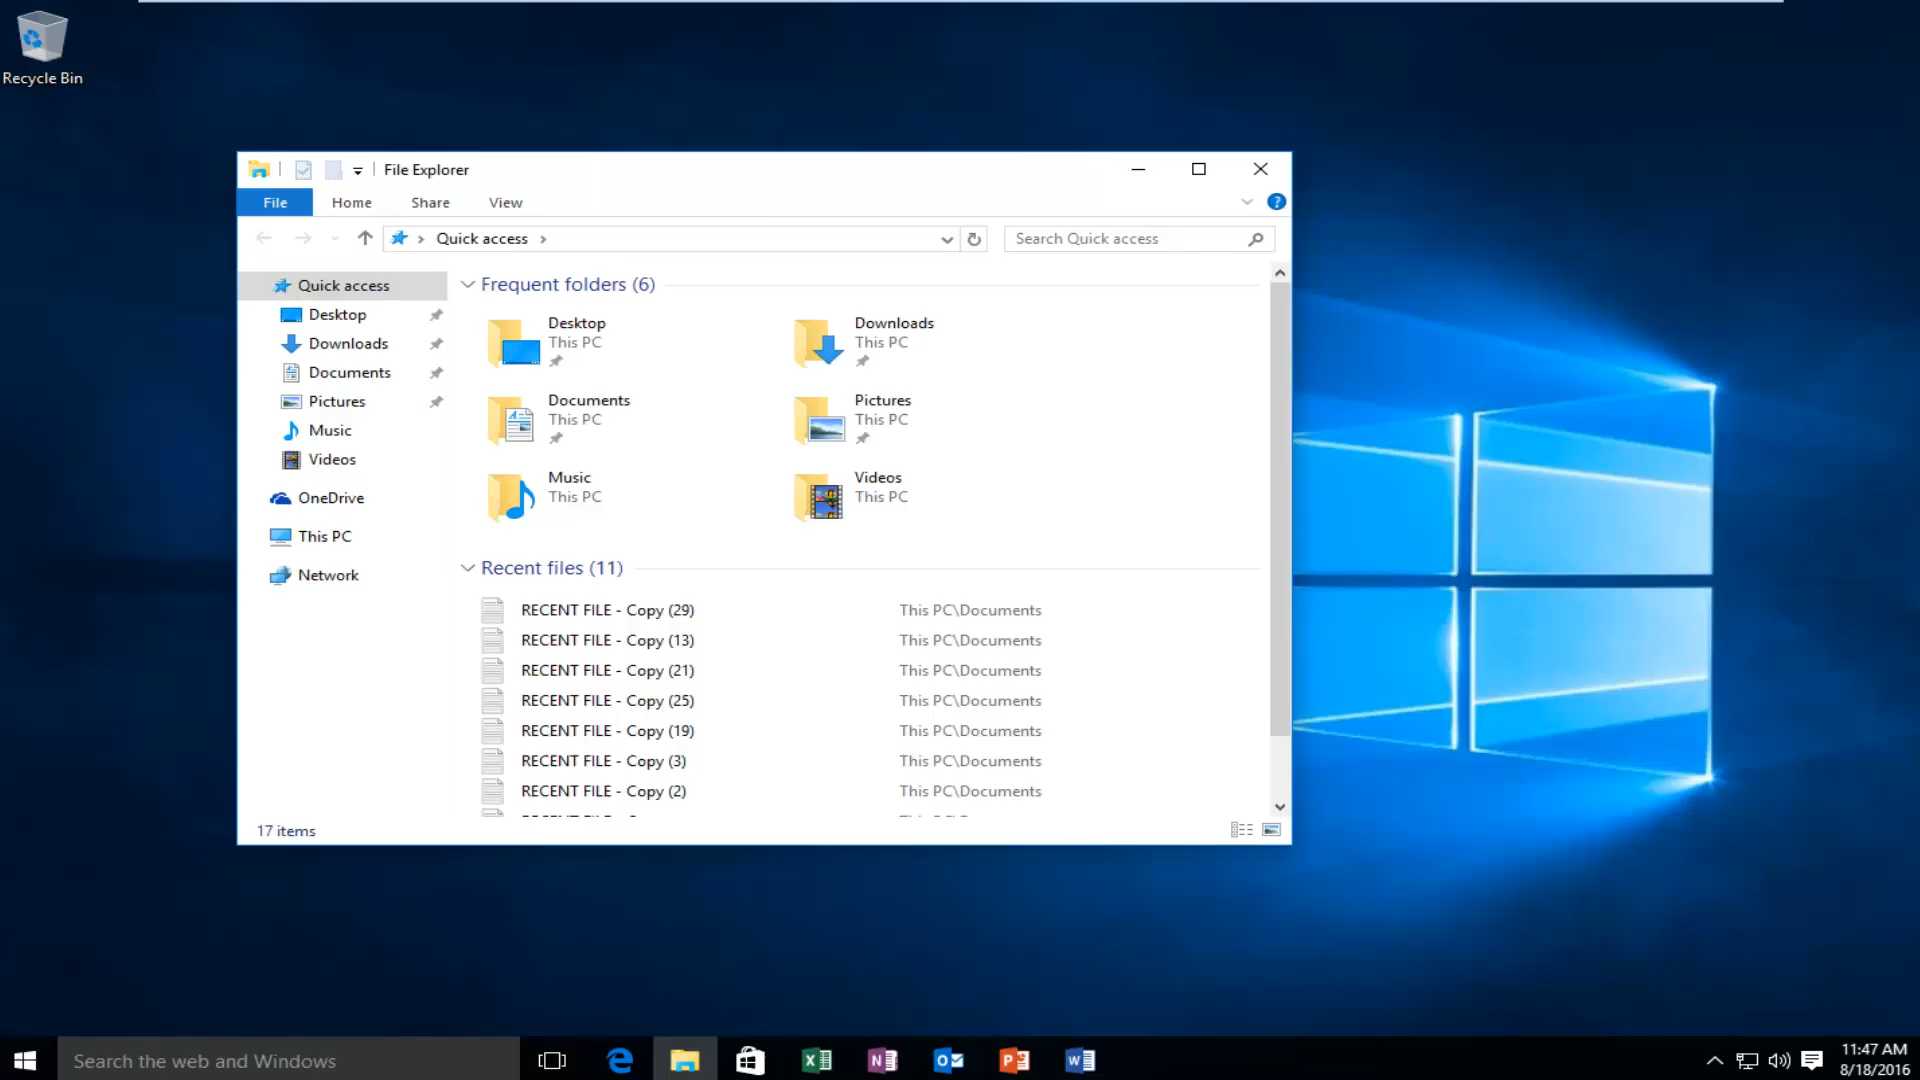 Recycle Bin
File Explorer
File Home Share View
Quick access
Search Quick access
Quick access
Desktop
Downloads
Documents
Pictures
Music
Videos
OneDrive
This PC
Network
Frequent folders (6)
Desktop
This PC
Downloads
This PC
Documents
This PC
Pictures
This PC
Music
This PC
Videos
This PC
Recent files (11)
RECENT FILE - Copy (29) This PC\Documents
RECENT FILE - Copy (13) This PC\Documents
RECENT FILE - Copy (21) This PC\Documents
RECENT FILE - Copy (25) This PC\Documents
RECENT FILE - Copy (19) This PC\Documents
RECENT FILE - Copy (3) This PC\Documents
RECENT FILE - Copy (2) This PC\Documents
17 items
Search the web and Windows
11:47 AM
8/18/2016